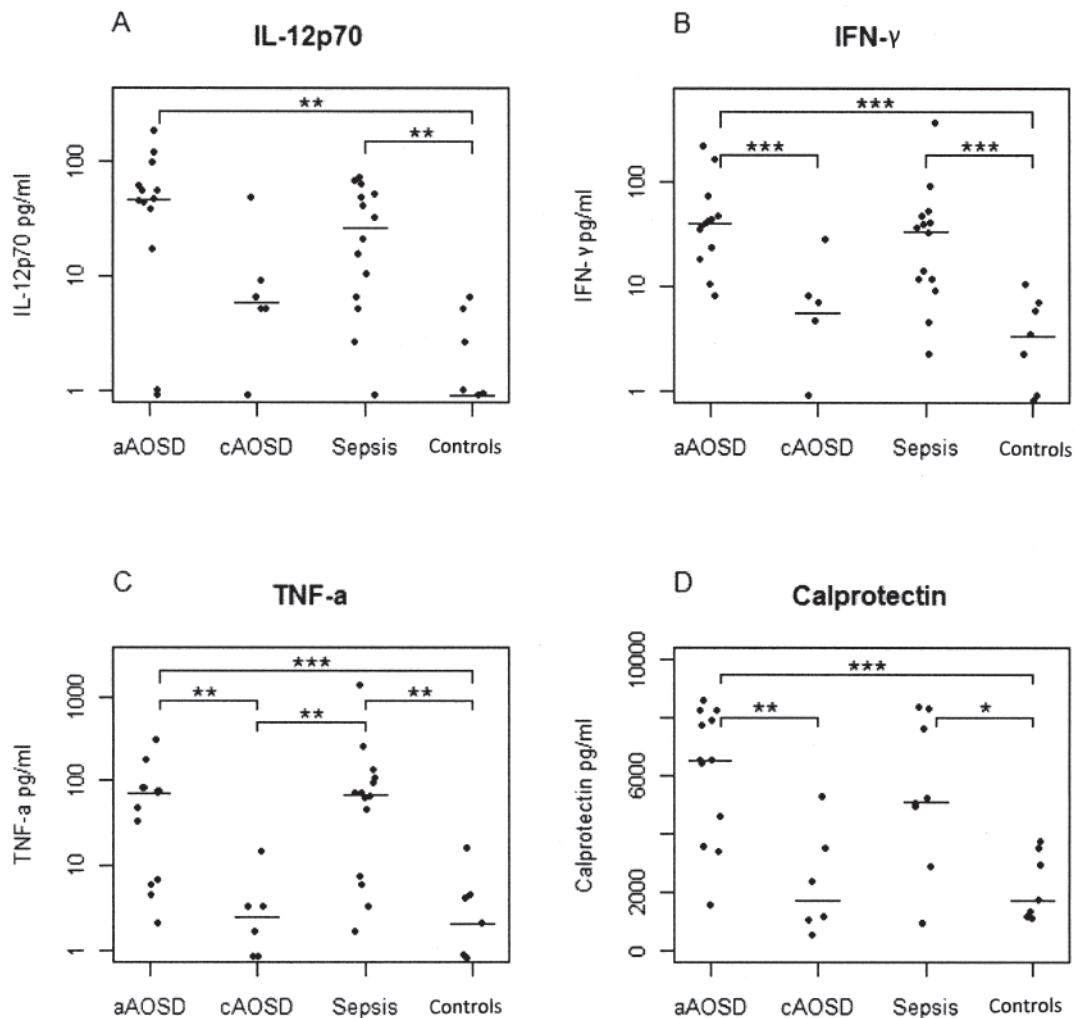 A
IL-12p70
**
**
IL-12p70 pg/ml
100
10
1
aAOSD cAOSD Sepsis Controls
B
IFN-γ
***
*** ***
IFN-γ pg/ml
100
10
1
aAOSD cAOSD Sepsis Controls
C
TNF-a
***
** **
**
TNF-a pg/ml
1000
100
10
1
aAOSD cAOSD Sepsis Controls
D
Calprotectin
***
** *
Calprotectin pg/ml
10000
6000
2000
0
aAOSD cAOSD Sepsis Controls